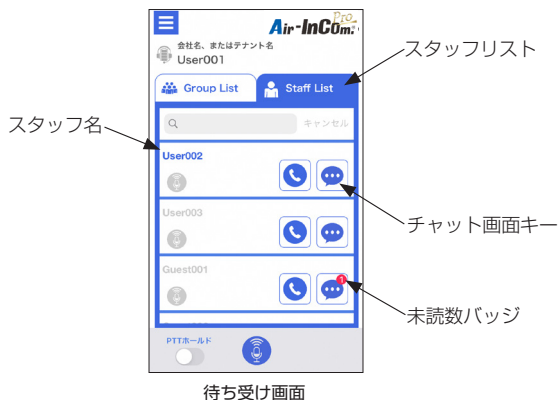 Air-InCom Pro
会社名、またはテナント名
User001
スタッフリスト
Group List
Staff List
スタッフ名
キャンセル
User002
User003
チャット画面キー
Guest001
1
未読数バッジ
PTTホールド
待ち受け画面